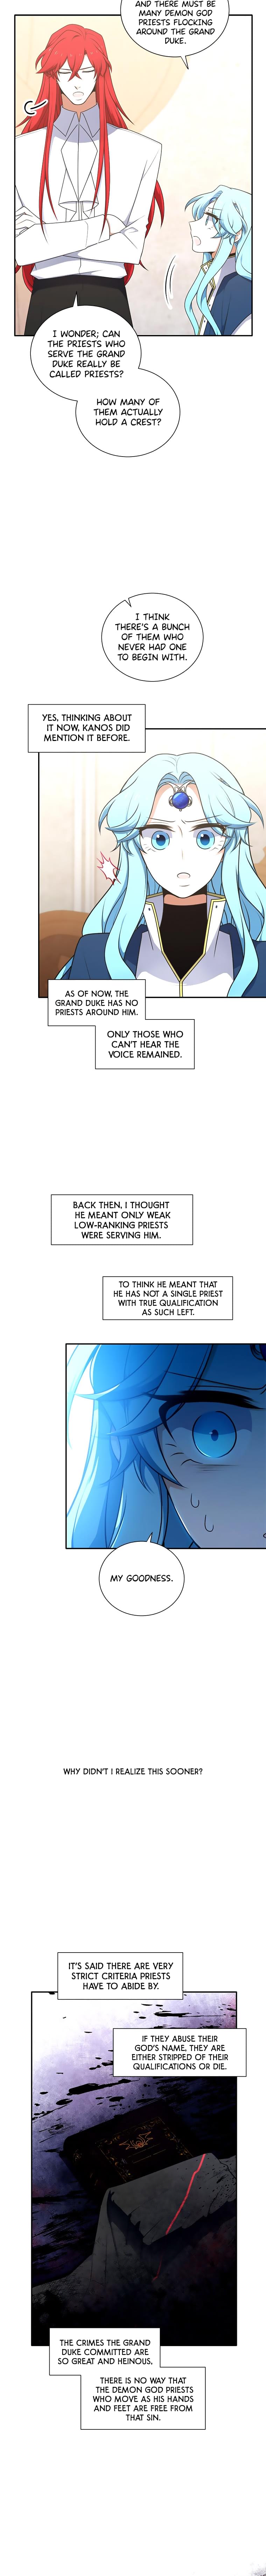 AND THERE MUST BE
MANY DEMON GOD
PRIESTS FLOCKING
AROUND THE GRAND
DUKE.
I WONDER; CAN
THE PRIESTS WHO
SERVE THE GRAND
DUKE REALLY BE
CALLED PRIESTS?
HOW MANY OF
THEM ACTUALLY
HOLD A CREST?
I THINK
THERE'S A BUNCH
OF THEM WHO
NEVER HAD ONE
TO BEGIN WITH.
YES, THINKING ABOUT
IT NOW, KANOS DID
MENTION IT BEFORE.
AS OF NOW, THE
GRAND DUKE HAS NO
PRIESTS AROUND HIM.
ONLY THOSE WHO
CAN'T HEAR THE
VOICE REMAINED.
BACK THEN, I THOUGHT
HE MEANT ONLY WEAK
LOW-RANKING PRIESTS
WERE SERVING HIM.
TO THINK HE MEANT THAT
HE HAS NOT A SINGLE PRIEST
WITH TRUE QUALIFICATION
AS SUCH LEFT.
MY GOODNESS.
WHY DIDN'T I REALIZE THIS SOONER?
IT'S SAID THERE ARE VERY
STRICT CRITERIA PRIESTS
HAVE TO ABIDE BY.
IF THEY ABUSE THEIR
GOD'S NAME, THEY ARE
EITHER STRIPPED OF THEIR
QUALIFICATIONS OR DIE.
THE CRIMES THE GRAND
DUKE COMMITTED ARE
SO GREAT AND HEINOUS,
THERE IS NO WAY THAT
THE DEMON GOD PRIESTS
WHO MOVE AS HIS HANDS
AND FEET ARE FREE FROM
THAT SIN.